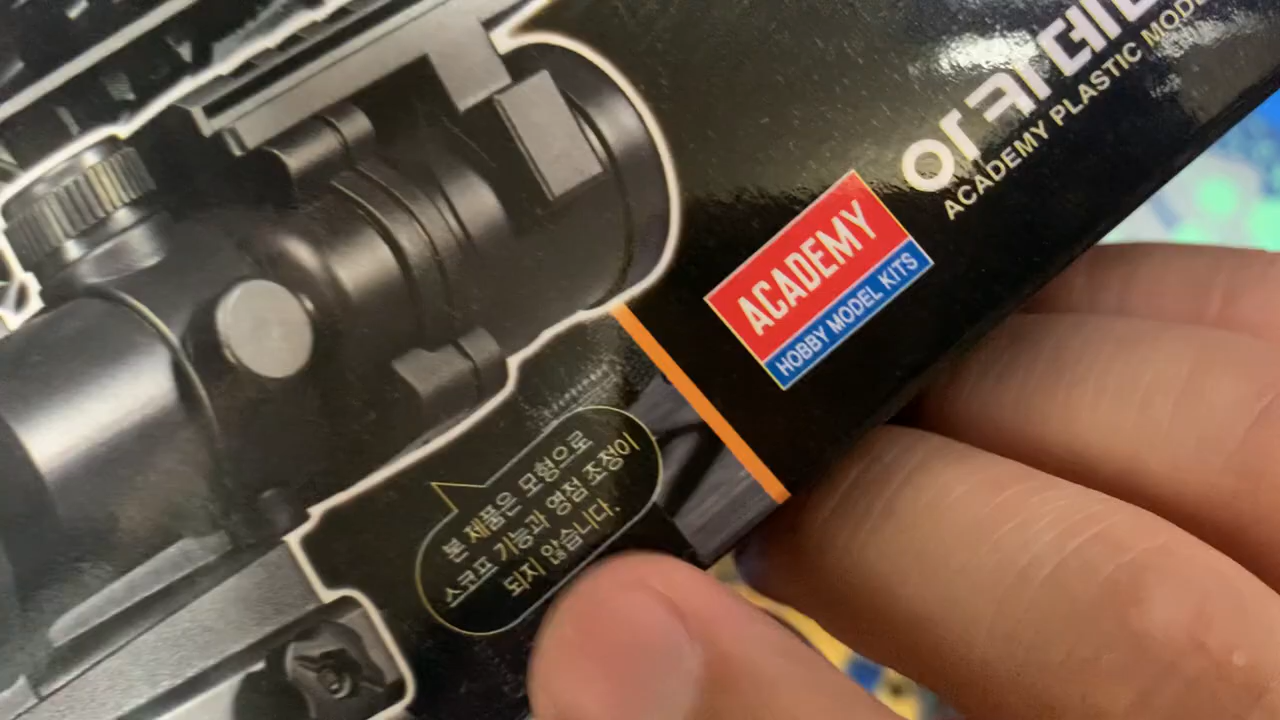 아카데미
ACADEMY PLASTIC MODEL
ACADEMY
HOBBY MODEL KITS
본 제품은 모형으로
스코프 기능과 영점 조정이
되지 않습니다.